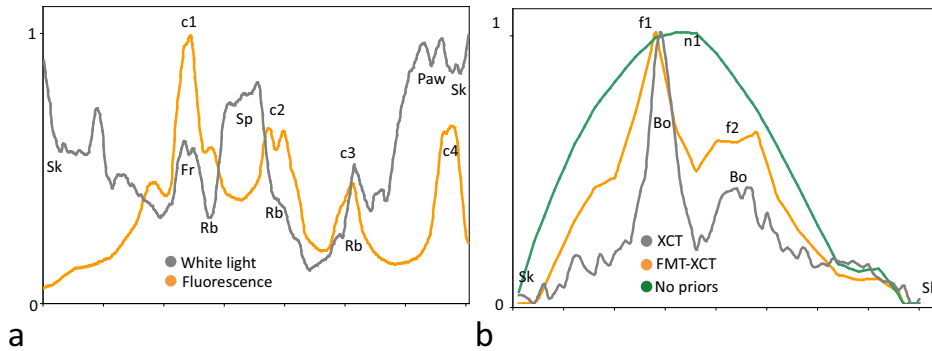 1
c1
Paw
Sk
Sp
c2
Sk
Fr
c3
c4
Rb
Rb
Rb
White light
Fluorescence
0
a
1
f1
n1
Bo
f2
Bo
XCT
FMT-XCT
No priors
Sk
Sk
0
b